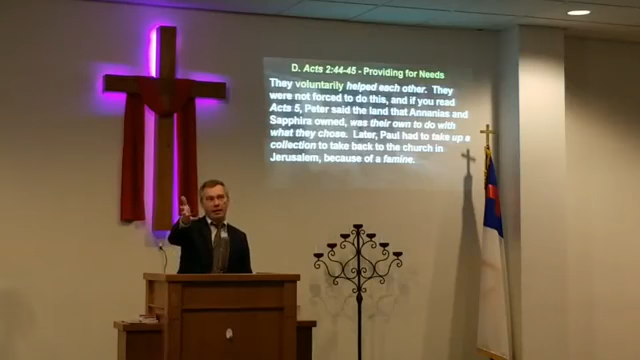 D. Acts 2:44-45 - Providing for Needs
They voluntarily helped each other. They
were not forced to do this, and if you read
Acts 5, Peter said the land that Annanias and
Sapphira owned, was their own to do with
what they chose. Later, Paul had to take up a
collection to take back to the church in
Jerusalem, because of a famine.